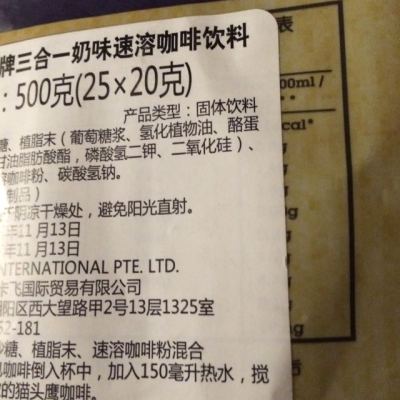 牌三合一奶味速溶咖啡饮料
：500克(25×20克)
产品类型：固体饮料
糖、植脂末（葡萄糖浆、氢化植物油、酪蛋
甘油脂肪酸酯，磷酸氢二钾、二氧化硅）、
溶咖啡粉、碳酸氢钠。
制品）
阴凉干燥处，避免阳光直射。
年11月13日
年11月13日
INTERNATIONAL PTE. LTD.
卡飞国际贸易有限公司
阳区西大望路甲2号13层1325室
52-181
砂糖、植脂末、速溶咖啡粉混合
咖啡倒入杯中，加入150毫升热水，搅
的猫头鹰咖啡。
表
00ml/
**
cal*
g
g
g